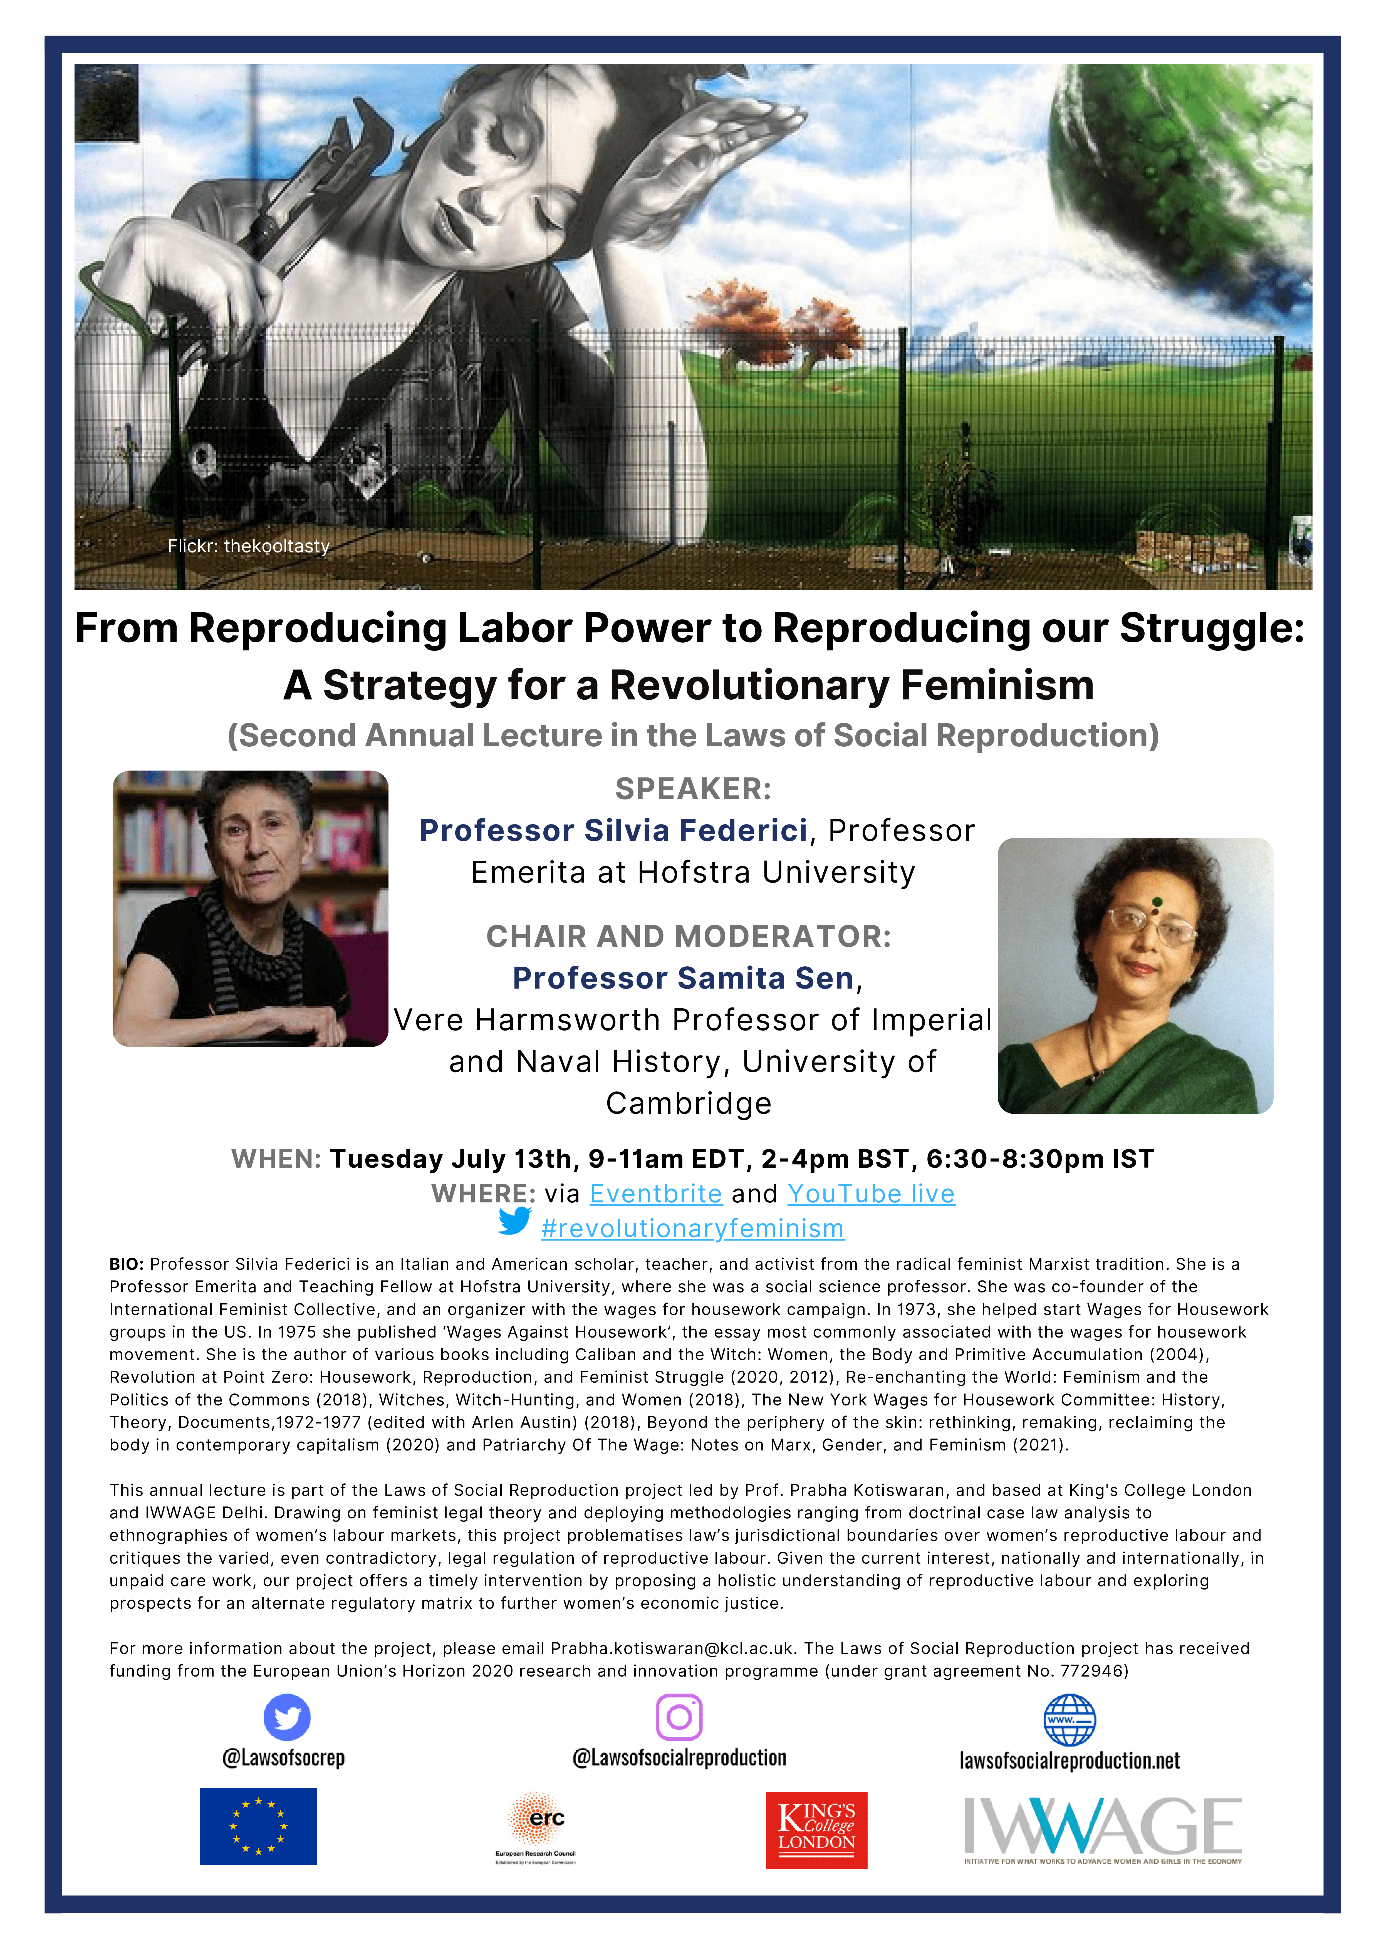 Flickr: thekooltasty
From Reproducing Labor Power to Reproducing our Struggle:
A Strategy for a Revolutionary Feminism
(Second Annual Lecture in the Laws of Social Reproduction)
SPEAKER:
Professor Silvia Federici, Professor
Emerita at Hofstra University
CHAIR AND MODERATOR:
Professor Samita Sen,
Vere Harmsworth Professor of Imperial
and Naval History, University of
Cambridge
WHEN: Tuesday July 13th, 9-11am EDT, 2-4pm BST, 6:30-8:30pm IST
WHERE: via Eventbrite and YouTube live
#revolutionaryfeminism
BIO: Professor Silvia Federici is an Italian and American scholar, teacher, and activist from the radical feminist Marxist tradition. She is a
Professor Emerita and Teaching Fellow at Hofstra University, where she was a social science professor. She was co-founder of the
International Feminist Collective, and an organizer with the wages for housework campaign. In 1973, she helped start Wages for Housework
groups in the US. In 1975 she published ‘Wages Against Housework’, the essay most commonly associated with the wages for housework
movement. She is the author of various books including Caliban and the Witch: Women, the Body and Primitive Accumulation (2004),
Revolution at Point Zero: Housework, Reproduction, and Feminist Struggle (2020, 2012), Re-enchanting the World: Feminism and the
Politics of the Commons (2018), Witches, Witch-Hunting, and Women (2018), The New York Wages for Housework Committee: History,
Theory, Documents,1972-1977 (edited with Arlen Austin) (2018), Beyond the periphery of the skin: rethinking, remaking, reclaiming the
body in contemporary capitalism (2020) and Patriarchy Of The Wage: Notes on Marx, Gender, and Feminism (2021).
This annual lecture is part of the Laws of Social Reproduction project led by Prof. Prabha Kotiswaran, and based at King's College London
and IWWAGE Delhi. Drawing on feminist legal theory and deploying methodologies ranging from doctrinal case law analysis to
ethnographies of women’s labour markets, this project problematises law’s jurisdictional boundaries over women’s reproductive labour and
critiques the varied, even contradictory, legal regulation of reproductive labour. Given the current interest, nationally and internationally, in
unpaid care work, our project offers a timely intervention by proposing a holistic understanding of reproductive labour and exploring
prospects for an alternate regulatory matrix to further women’s economic justice.
For more information about the project, please email Prabha.kotiswaran@kcl.ac.uk. The Laws of Social Reproduction project has received
funding from the European Union’s Horizon 2020 research and innovation programme (under grant agreement No. 772946)
www.
@Lawsofsocrep
@Lawsofsocialreproduction
lawsofsocialreproduction.net
erc
European Research Council
Established by the European Commission
KING'S
College
LONDON
IWWAGE
INITIATIVE FOR WHAT WORKS TO ADVANCE WOMEN AND GIRLS IN THE ECONOMY